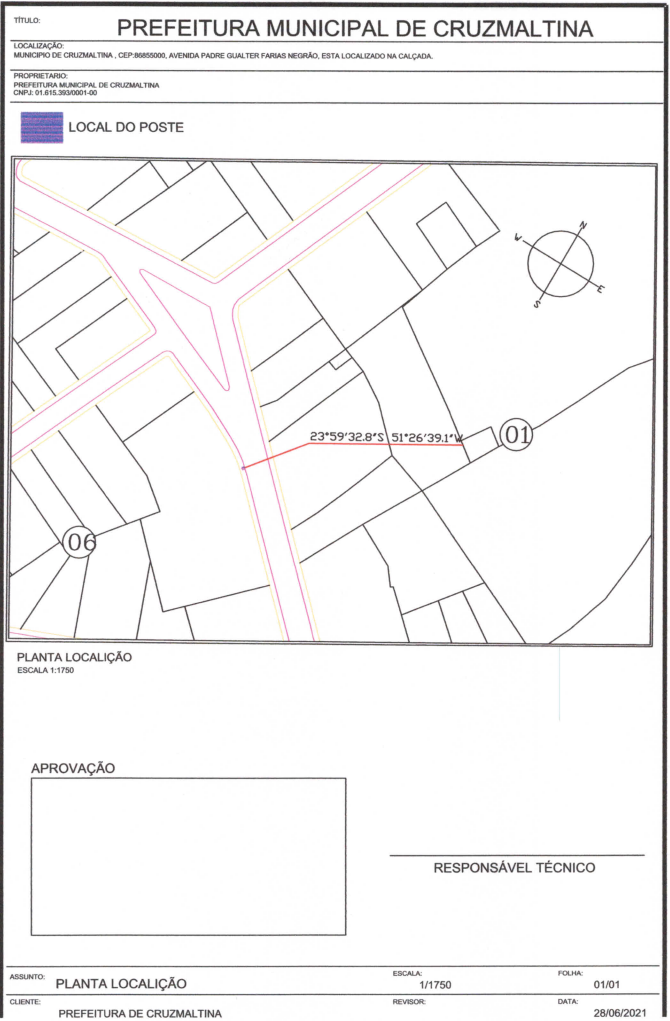 TÍTULO:
PREFEITURA MUNICIPAL DE CRUZMALTINA
LOCALIZAÇÃO:
MUNICIPIO DE CRUZMALTINA , CEP:86855000, AVENIDA PADRE GUALTER FARIAS NEGRÃO, ESTA LOCALIZADO NA CALÇADA.
PROPRIETARIO:
PREFEITURA MUNICIPAL DE CRUZMALTINA
CNPJ: 01.615.393/0001-00
LOCAL DO POSTE
N
W
E
S
23°59'32.8"S 51°26'39.1"W
01
06
PLANTA LOCALIÇÃO
ESCALA 1:1750
APROVAÇÃO
RESPONSÁVEL TÉCNICO
ASSUNTO:
PLANTA LOCALIÇÃO
ESCALA:
1/1750
FOLHA:
01/01
CLIENTE:
PREFEITURA DE CRUZMALTINA
REVISOR:
DATA:
28/06/2021